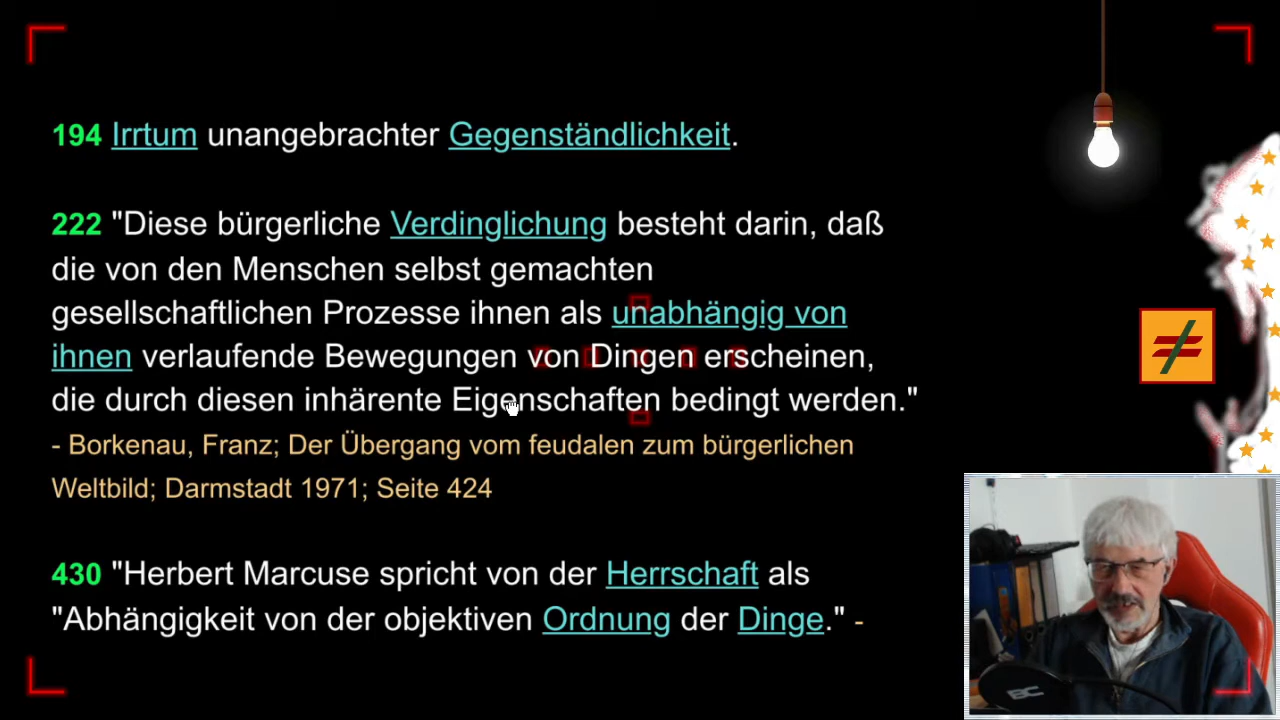 194 Irrtum unangebrachter Gegenständlichkeit.
222 "Diese bürgerliche Verdinglichung besteht darin, daß
die von den Menschen selbst gemachten
gesellschaftlichen Prozesse ihnen als unabhängig von
ihnen verlaufende Bewegungen von Dingen erscheinen,
die durch diesen inhärente Eigenschaften bedingt werden."
- Borkenau, Franz; Der Übergang vom feudalen zum bürgerlichen
Weltbild; Darmstadt 1971; Seite 424
430 "Herbert Marcuse spricht von der Herrschaft als
"Abhängigkeit von der objektiven Ordnung der Dinge." -
≠
BC